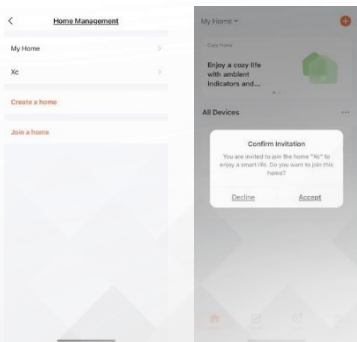 Home Management
My Home
Xc
Create a home
Join a home
My Home
Cozy Home
Enjoy a cozy life
with ambient
indicators and...
All Devices
Confirm Invitation
You are invited to join the home "Xc" to
enjoy a smart life. Do you want to join this
home?
Decline
Accept